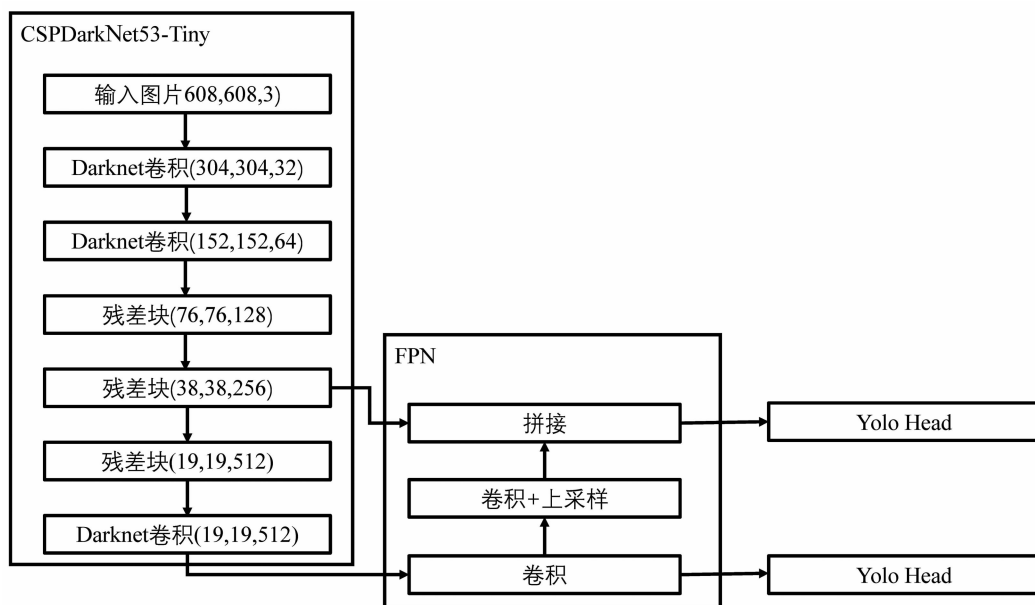 CSPDarkNet53-Tiny
输入图片608,608,3)
Darknet卷积(304,304,32)
Darknet卷积(152,152,64)
残差块(76,76,128)
残差块(38,38,256)
残差块(19,19,512)
Darknet卷积(19,19,512)
FPN
拼接
卷积+上采样
卷积
Yolo Head
Yolo Head